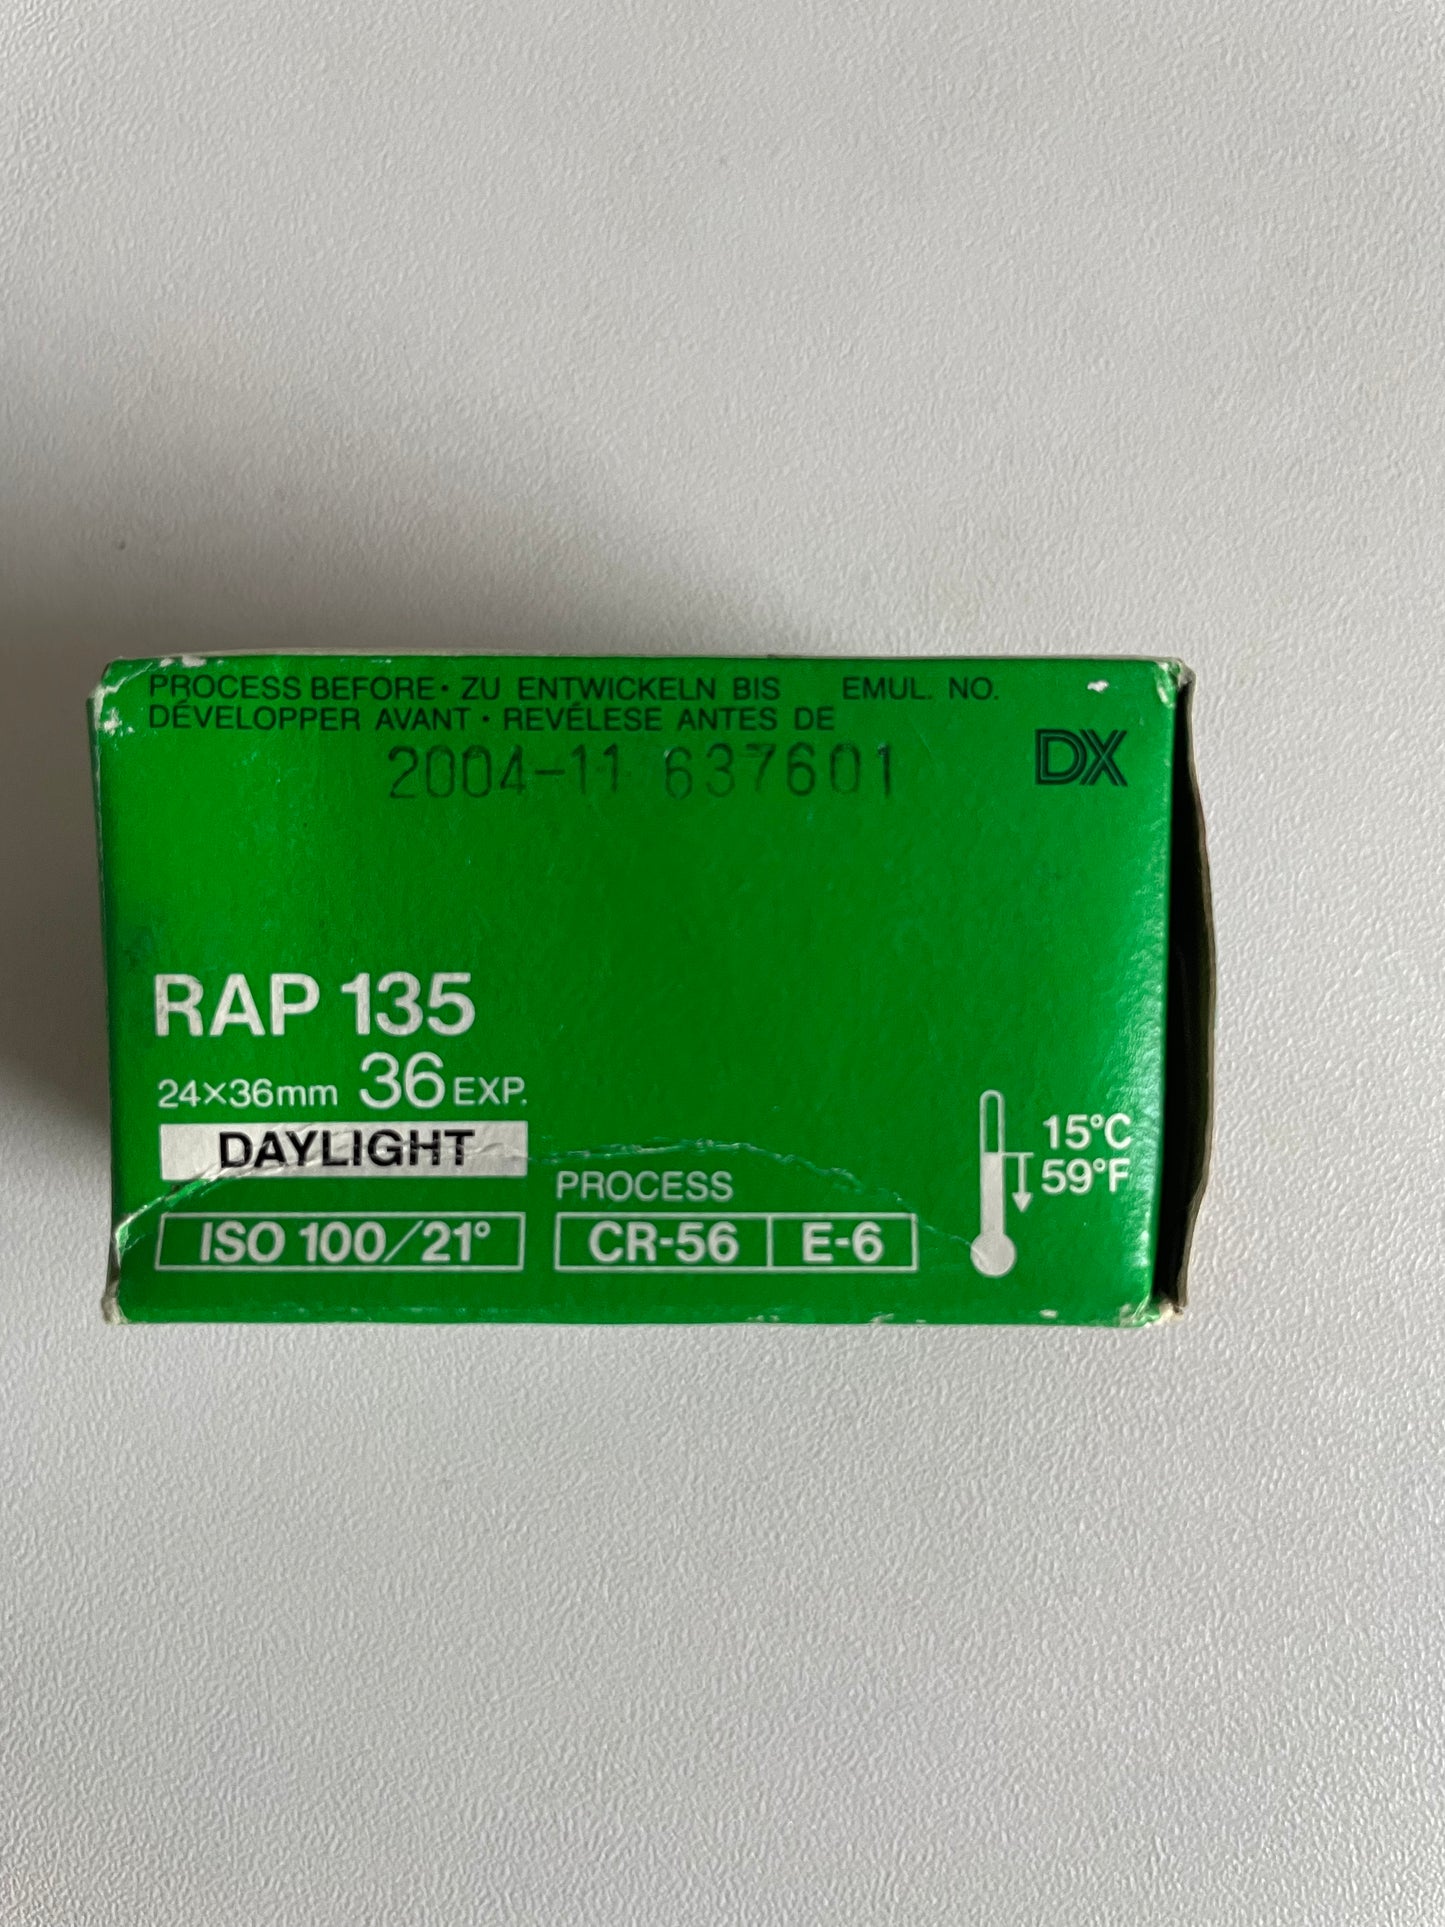 PROCESS BEFORE · ZU ENTWICKELN BIS EMUL. NO.
DÉVELOPPER AVANT · REVÉLESE ANTES DE
2004-11 637601
DX
RAP 135
24×36mm 36 EXP.
DAYLIGHT
15°C
59°F
PROCESS
ISO 100/21° CR-56 E-6